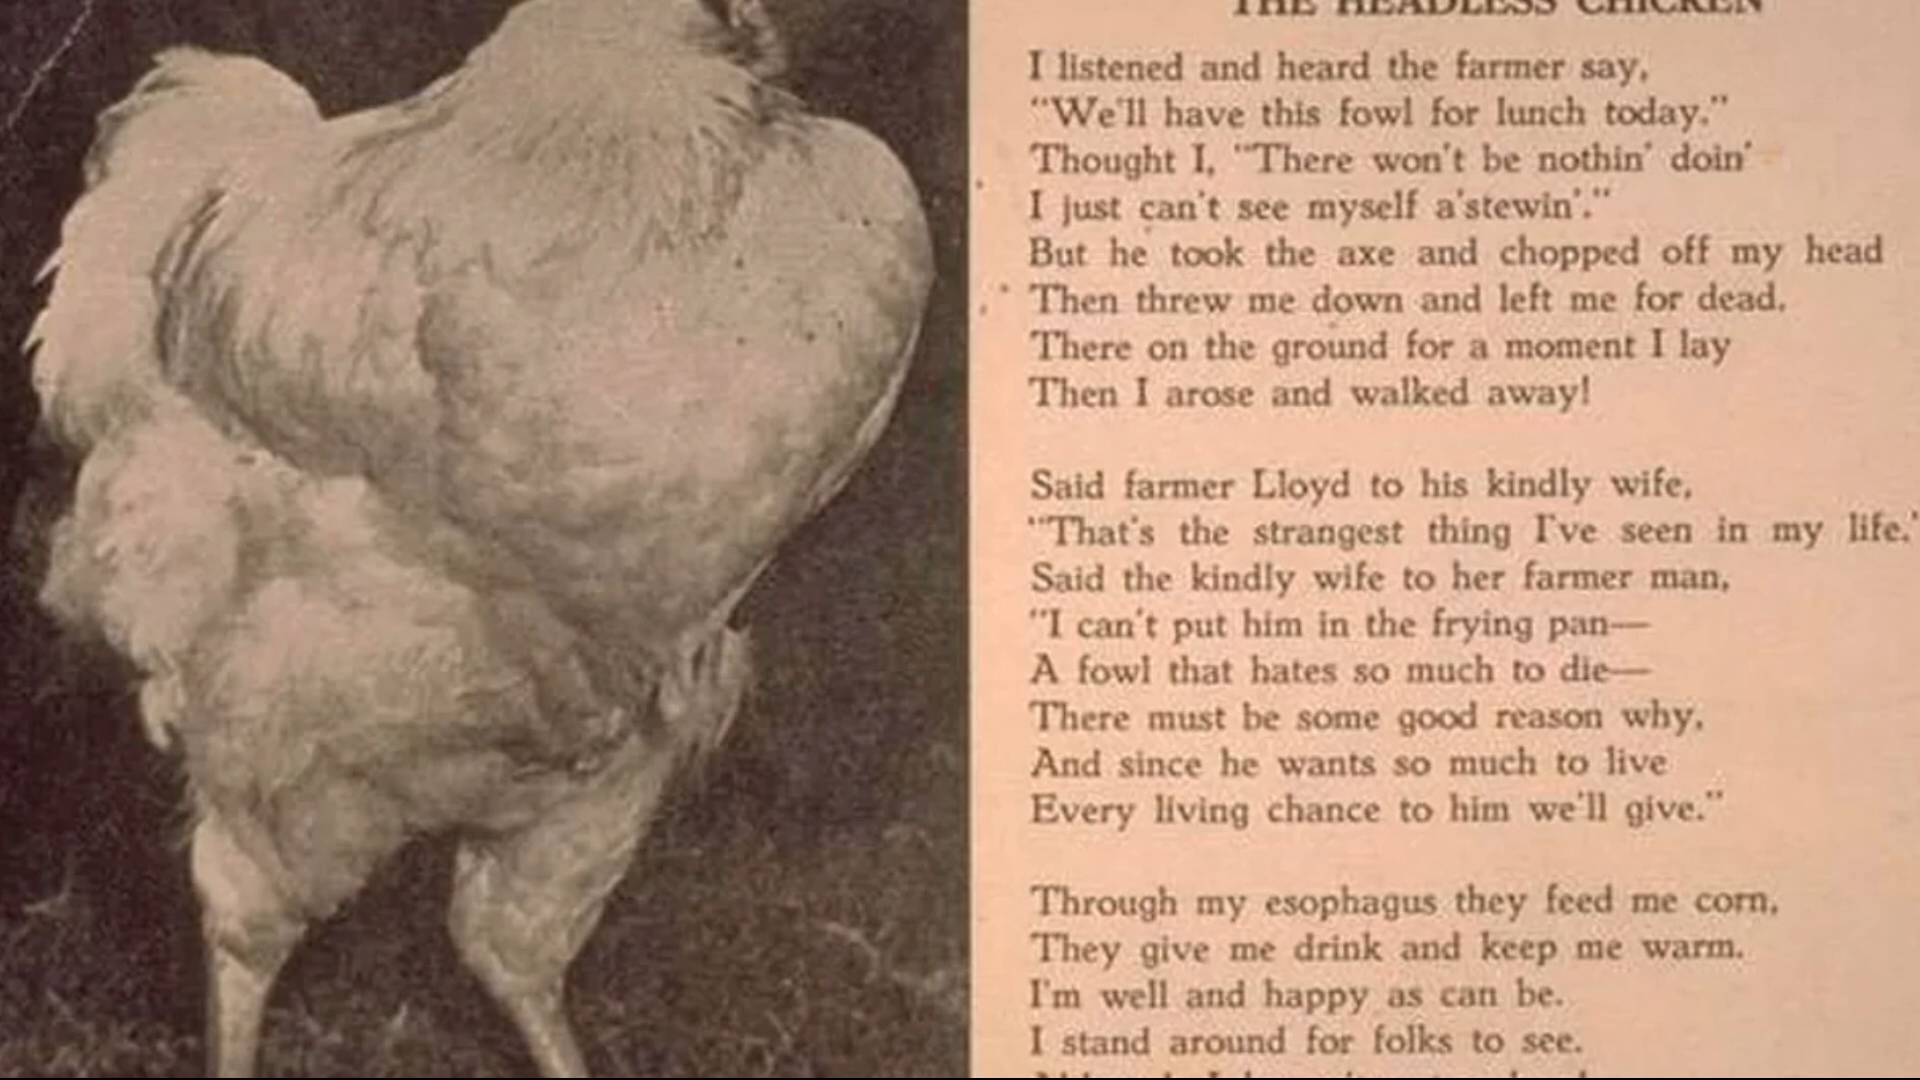 THE HEADLESS CHICKEN
I listened and heard the farmer say,
"We'll have this fowl for lunch today."
Thought I, "There won't be nothin' doin'
I just can't see myself a'stewin'."
But he took the axe and chopped off my head
Then threw me down and left me for dead.
There on the ground for a moment I lay
Then I arose and walked away!
Said farmer Lloyd to his kindly wife,
"That's the strangest thing I've seen in my life.'
Said the kindly wife to her farmer man,
"I can't put him in the frying pan—
A fowl that hates so much to die—
There must be some good reason why,
And since he wants so much to live
Every living chance to him we'll give."
Through my esophagus they feed me corn,
They give me drink and keep me warm.
I'm well and happy as can be.
I stand around for folks to see.